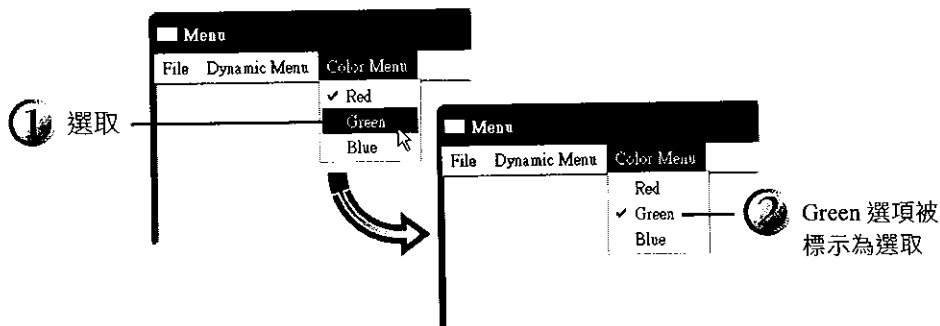 Menu
File Dynamic Menu Color Menu
✓ Red
Green
Blue
1 選取
Menu
File Dynamic Menu Color Menu
Red
✓ Green
Blue
2 Green 選項被
標示為選取